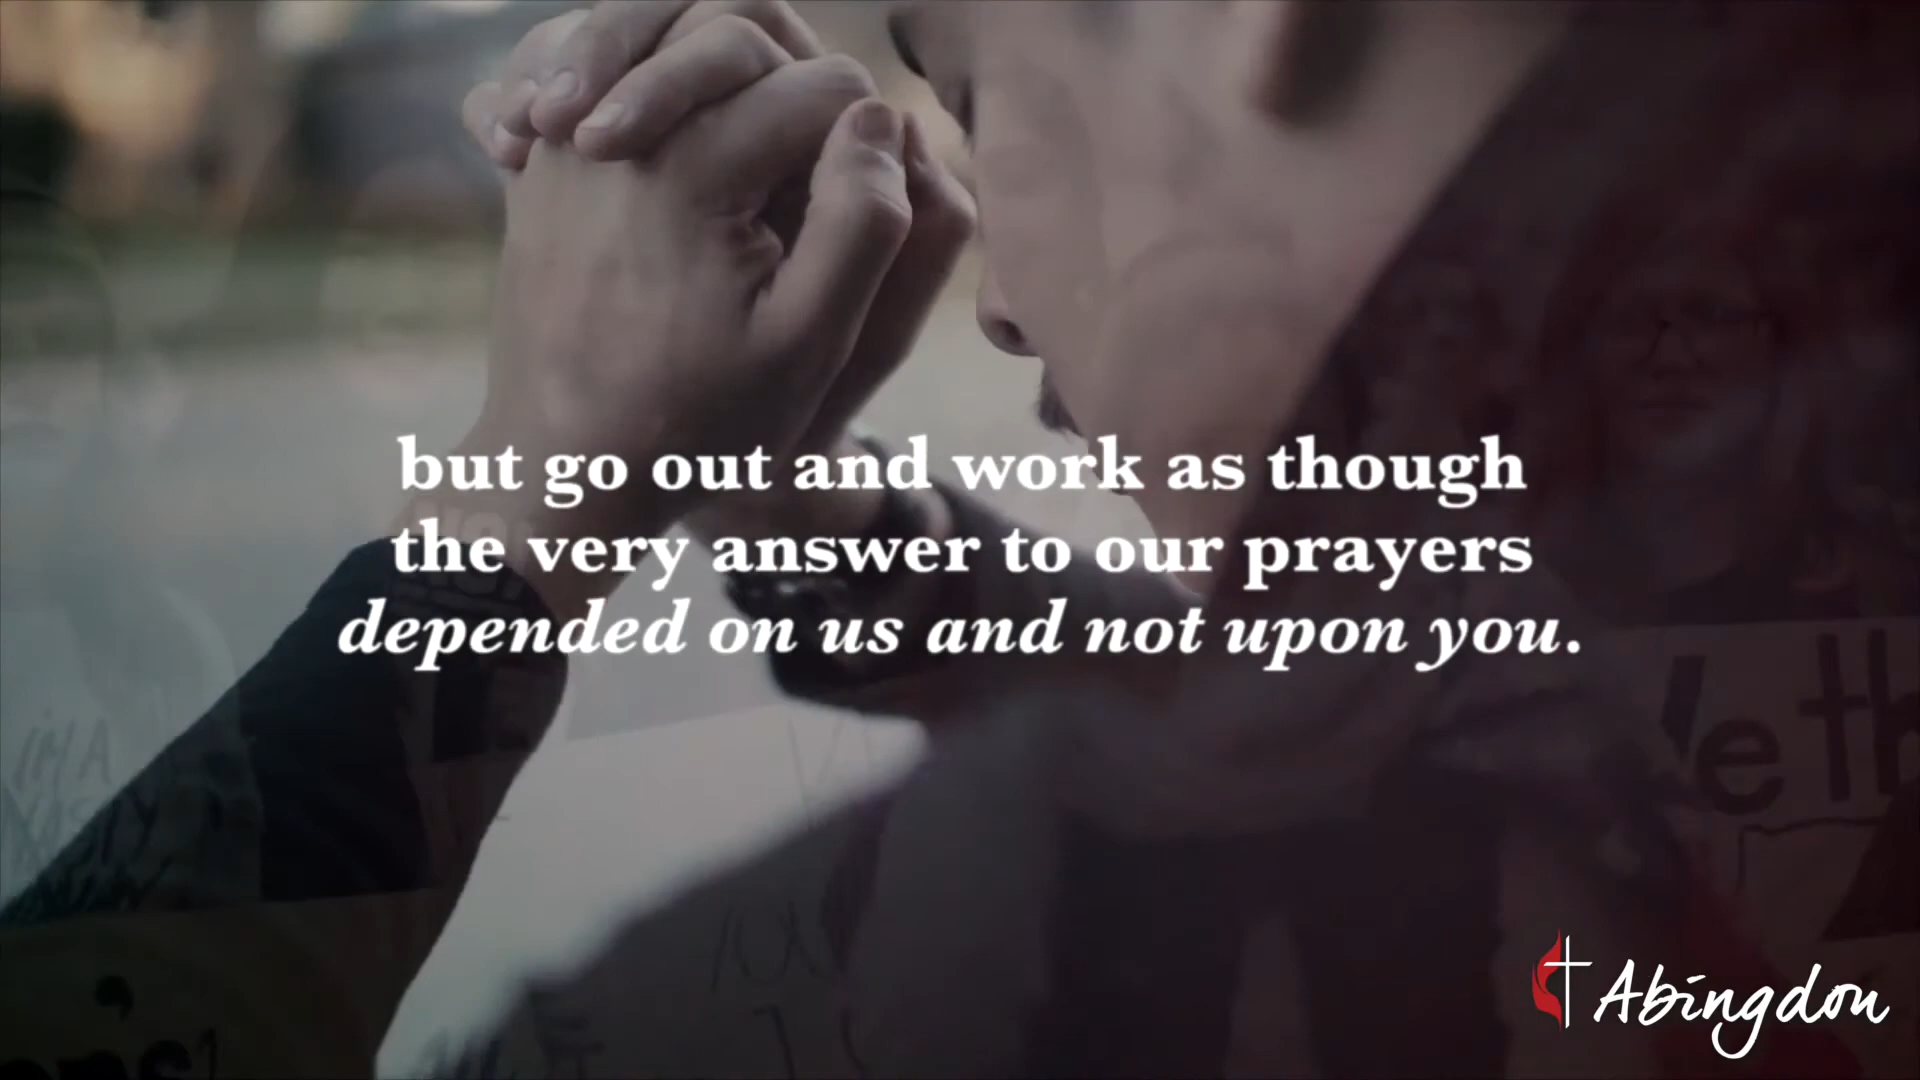 but go out and work as though
the very answer to our prayers
depended on us and not upon you.
I'M A
e th
Abingdon